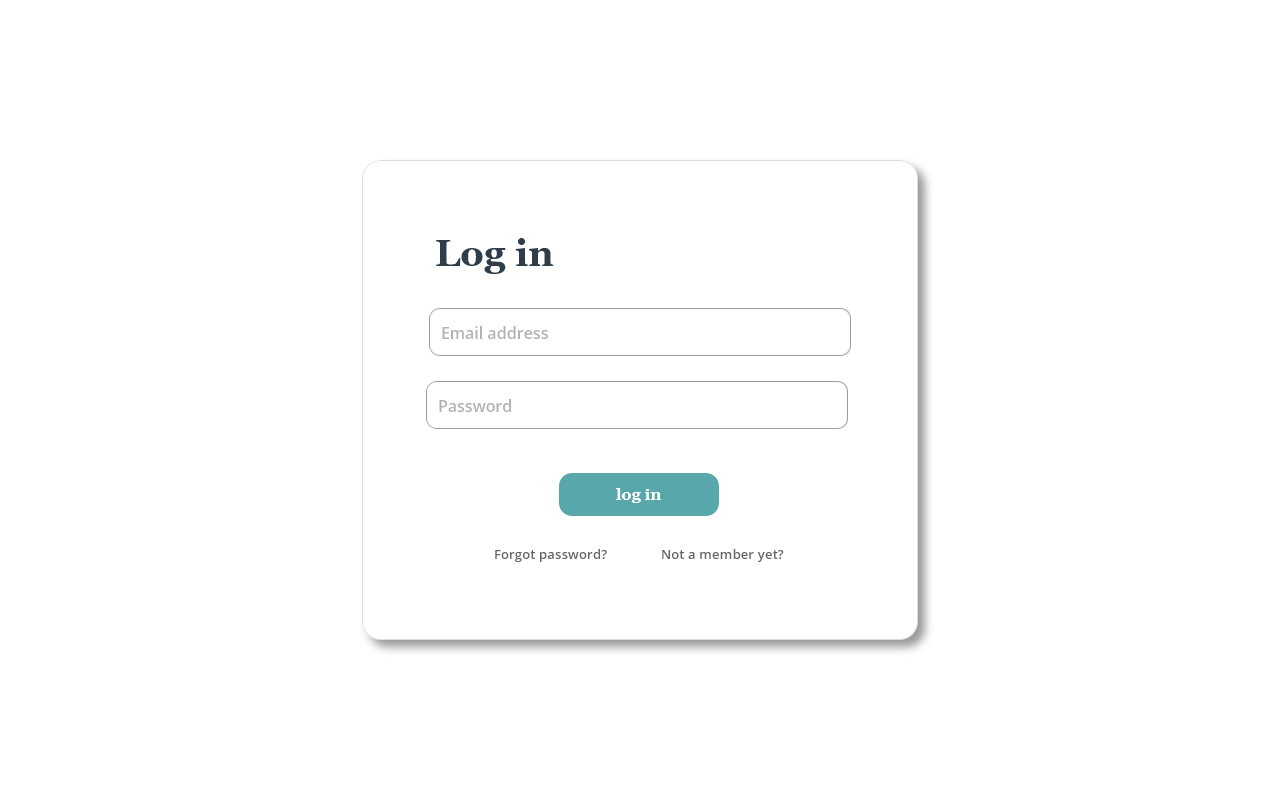 Log in
Email address
Password
log in
Forgot password? Not a member yet?